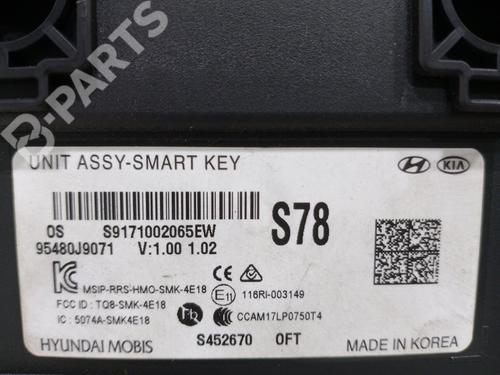 B-PARTS
UNIT ASSY-SMART KEY
HYUNDAI KIA
OS S9171002065EW
95480J9071 V:1.00 1.02
S78
MSIP-RRS-HMO-SMK-4E18
FCC ID : TQ8-SMK-4E18
IC : 5074A-SMK4E18
E11 116RI-003149
CCAM17LP0750T4
HYUNDAI MOBIS S452670 OFT MADE IN KOREA